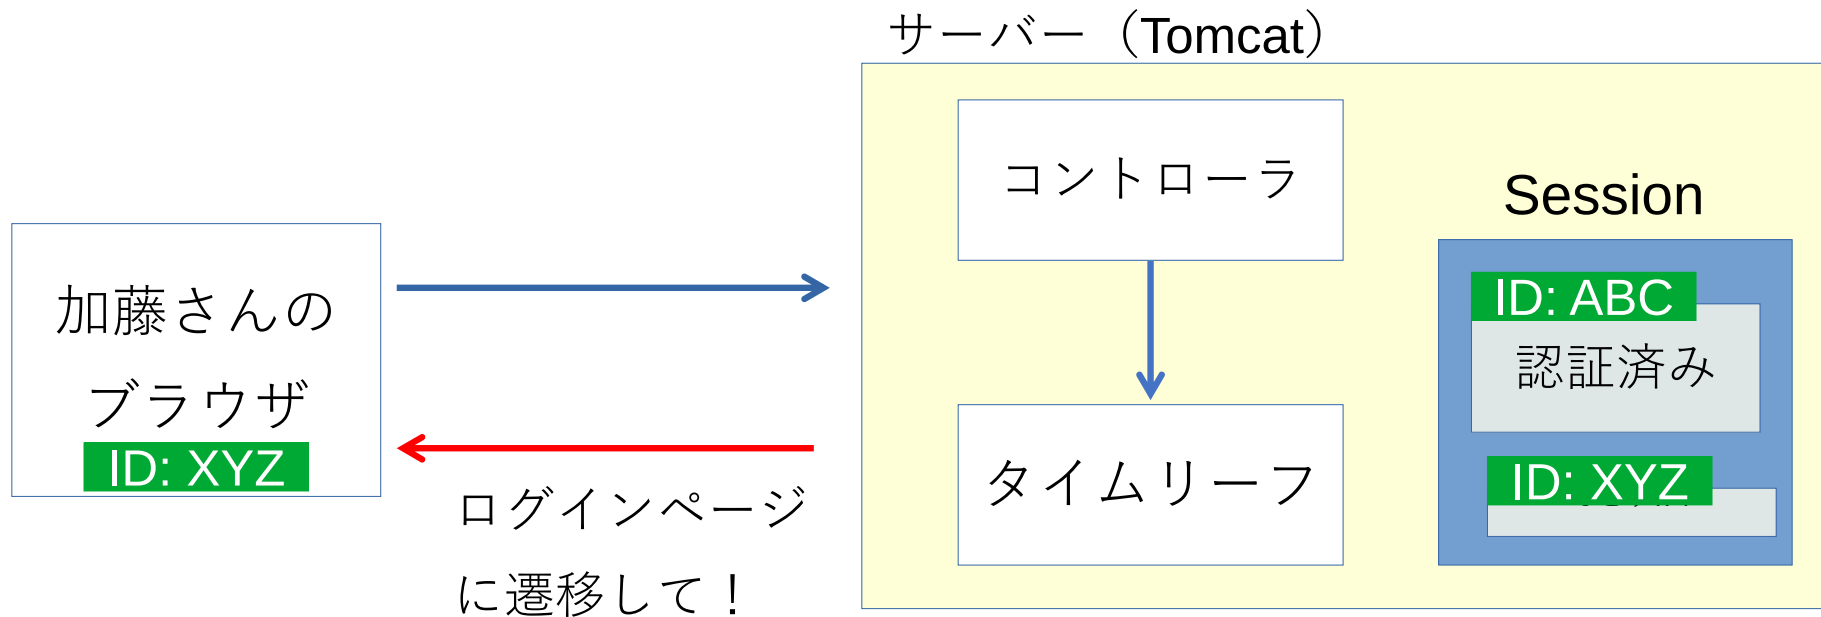 サーバー（Tomcat）
コントローラ
Session
加藤さんの
ブラウザ
ID: XYZ
ID: ABC
認証済み
タイムリーフ
ID: XYZ
ログインページ
に遷移して！